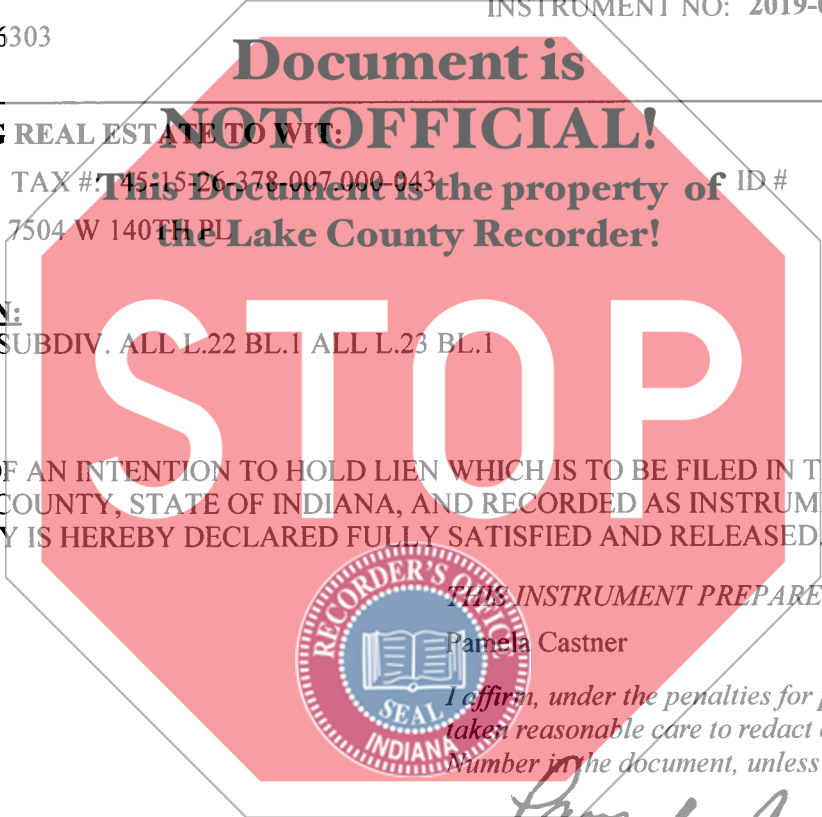 INSTRUMENT NO: 2019-0
6303
Document is
NOT OFFICIAL!
G REAL ESTATE TO WIT:
TAX #: 45-15-26-378-007-000-043 ID #
This Document is the property of
7504 W 140TH PL
the Lake County Recorder!
N:
SUBDIV. ALL L.22 BL.1 ALL L.23 BL.1
STOP
OF AN INTENTION TO HOLD LIEN WHICH IS TO BE FILED IN T
COUNTY, STATE OF INDIANA, AND RECORDED AS INSTRUM
Y IS HEREBY DECLARED FULLY SATISFIED AND RELEASED.
RECORDER'S OFFICE
SEAL
INDIANA
THIS INSTRUMENT PREPARE
Pamela Castner
I affirm, under the penalties for p
taken reasonable care to redact
Number in the document, unless